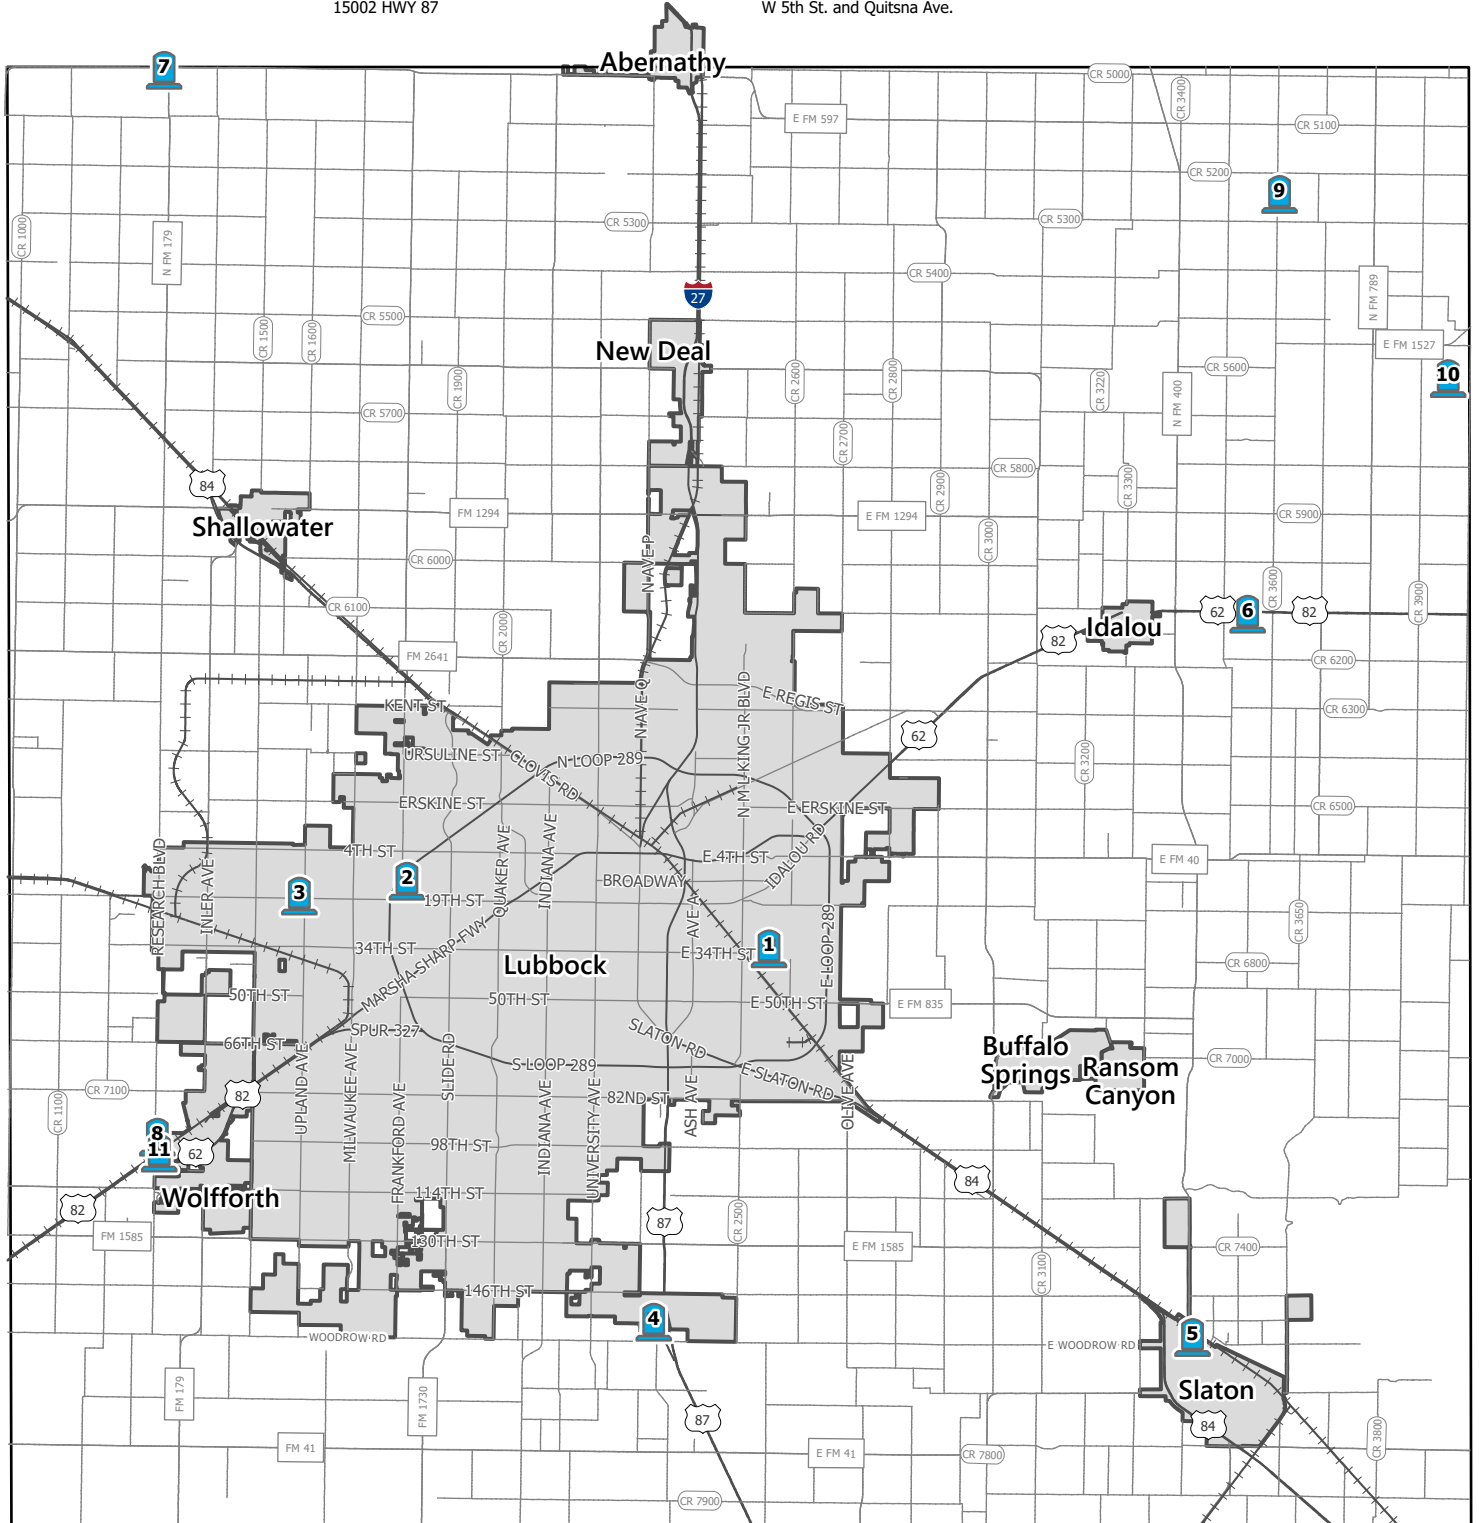 15002 HWY 87
W 5th St. and Quitsna Ave.
7
Abernathy
CR 5000
CR 3400
E FM 597
CR 5100
CR 5200
9
CR 1000
N FM 179
CR 5300
CR 5300
CR 5400
27
N FM 789
CR 5500
CR 1500
CR 1600
New Deal
E FM 1527
CR 1900
CR 2600
CR 2800
CR 3220
N FM 400
CR 5600
10
CR 5700
CR 2700
CR 5800
84
CR 2900
CR 3300
Shallowater
FM 1294
E FM 1294
CR 5900
CR 3000
CR 6000
N AVE P
CR 3600
CR 3900
CR 6100
CR 2000
62
6
82
Idalou
82
FM 2641
CR 6200
KENT ST
N AVE Q
N M L KING JR BLVD
E REGIS ST
CR 6300
62
URSULINE ST
CLOVIS RD
N LOOP 289
CR 3200
ERSKINE ST
E ERSKINE ST
CR 6500
RESEARCH BLVD
INLER AVE
4TH ST
QUAKER AVE
INDIANA AVE
E 4TH ST
IDALOU RD
E FM 40
2
3
BROADWAY
19TH ST
AVE A
E LOOP 289
CR 3650
34TH ST
MARSHA SHARP FWY
E 34TH ST
1
Lubbock
CR 6800
50TH ST
50TH ST
E 50TH ST
E FM 835
SPUR 327
SLATON RD
66TH ST
UPLAND AVE
MILWAUKEE AVE
SLIDE RD
S LOOP 289
Buffalo
Springs
Ransom
Canyon
CR 7000
CR 7100
82
FRANKFORD AVE
INDIANA AVE
UNIVERSITY AVE
82ND ST
ASH AVE
E SLATON RD
OLIVE AVE
CR 1100
8
11
62
98TH ST
84
Wolfforth
114TH ST
82
87
CR 2500
FM 1585
130TH ST
E FM 1585
CR 7400
CR 3100
146TH ST
4
5
WOODROW RD
E WOODROW RD
FM 179
FM 1730
Slaton
87
84
CR 3800
FM 41
E FM 41
CR 7800
CR 7900